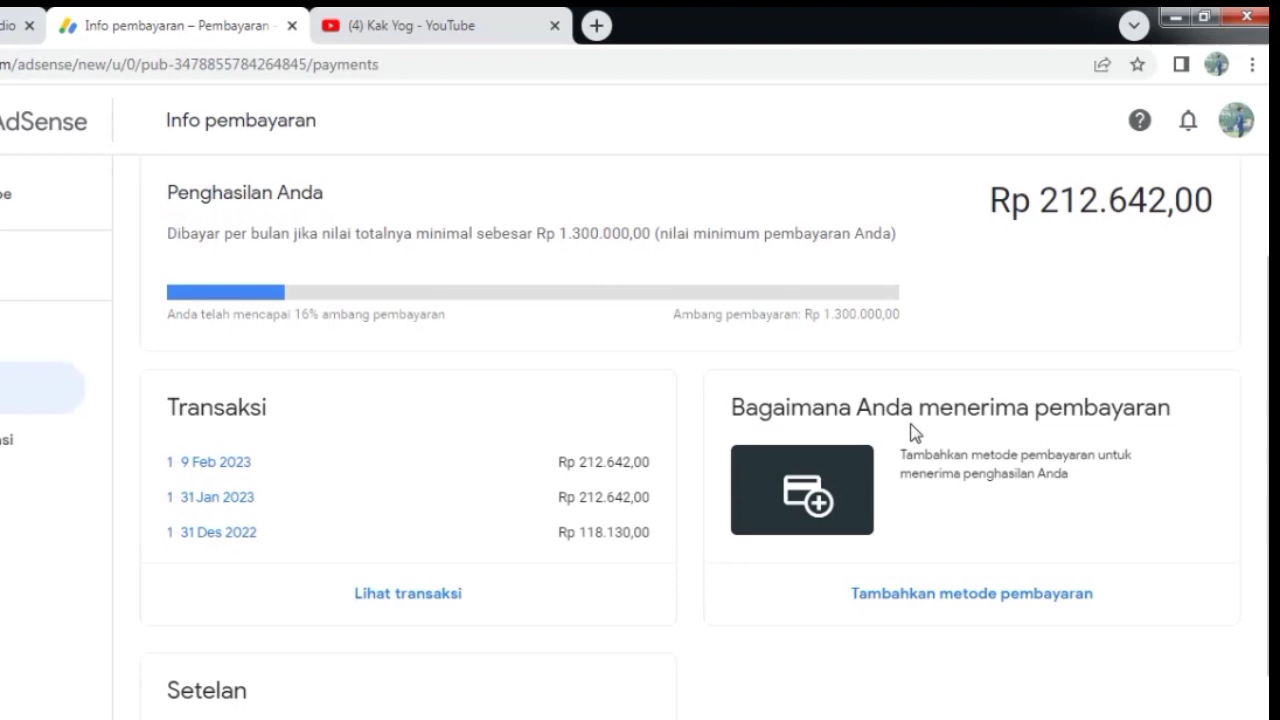 dio
Info pembayaran – Pembayaran -
(4) Kak Yog - YouTube
m/adsense/new/u/0/pub-3478855784264845/payments
AdSense
Info pembayaran
Penghasilan Anda
Rp 212.642,00
Dibayar per bulan jika nilai totalnya minimal sebesar Rp 1.300.000,00 (nilai minimum pembayaran Anda)
Anda telah mencapai 16% ambang pembayaran
Ambang pembayaran: Rp 1.300.000,00
Transaksi
1 9 Feb 2023
Rp 212.642,00
1 31 Jan 2023
Rp 212.642,00
1 31 Des 2022
Rp 118.130,00
Lihat transaksi
Bagaimana Anda menerima pembayaran
Tambahkan metode pembayaran untuk
menerima penghasilan Anda
Tambahkan metode pembayaran
Setelan